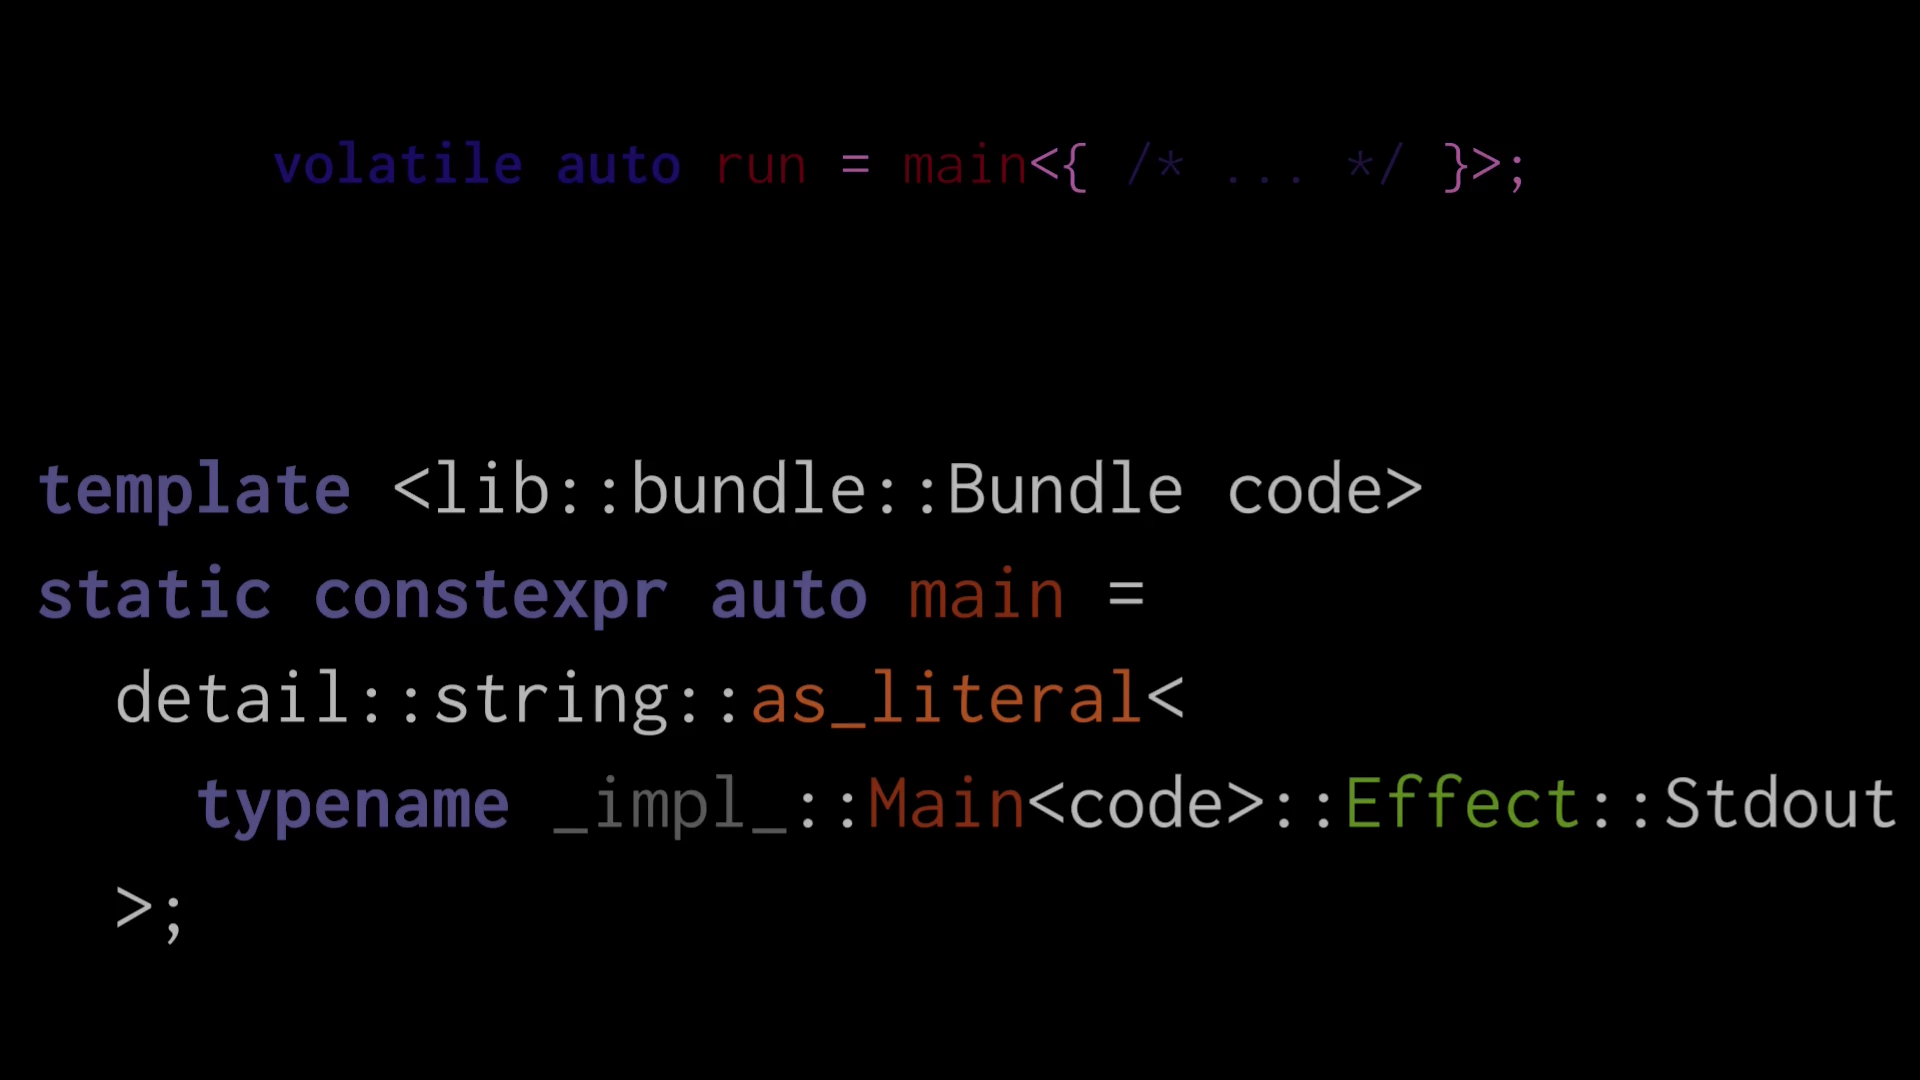 volatile auto run = main<{ /* ... */ }>;
template <lib::bundle::Bundle code>
static constexpr auto main =
detail::string::as_literal<
typename _impl_::Main<code>::Effect::Stdout
>;